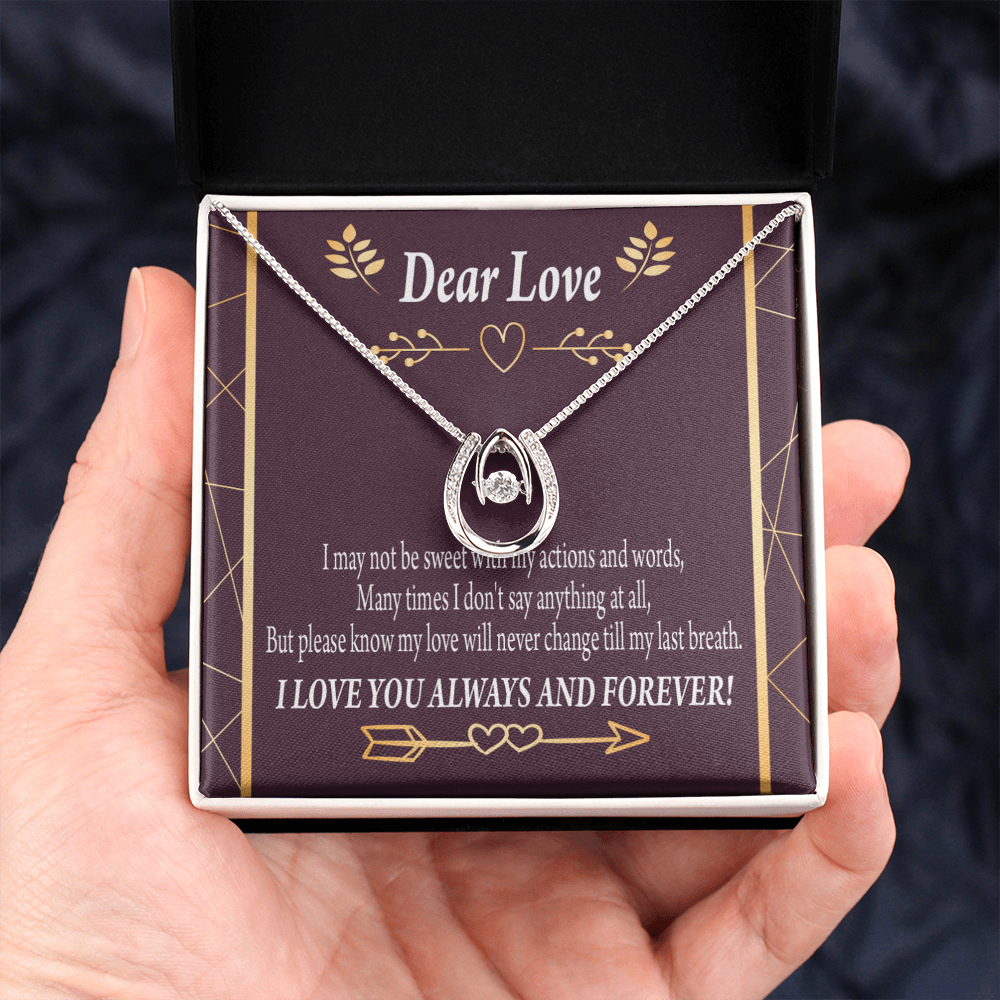 Dear Love
I may not be sweet with my actions and words,
Many times I don't say anything at all,
But please know my love will never change till my last breath.
I LOVE YOU ALWAYS AND FOREVER!